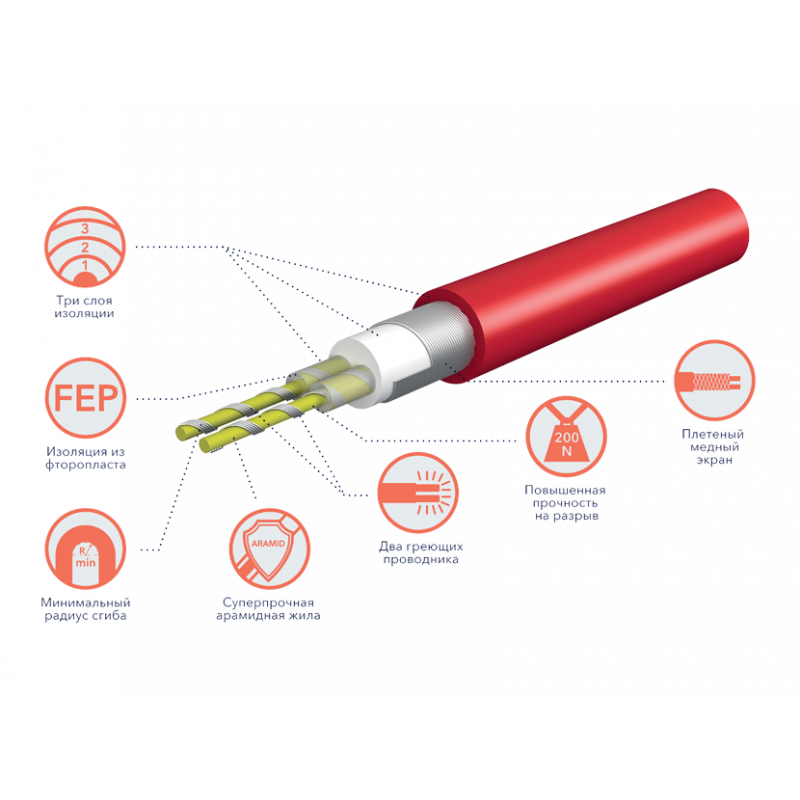 3
2
1
Три слоя
изоляции
FEP
Изоляция из
фторопласта
R/
min
Минимальный
радиус сгиба
ARAMID
Суперпрочная
арамидная жила
Два греющих
проводника
200
N
Повышенная
прочность
на разрыв
Плетеный
медный
экран